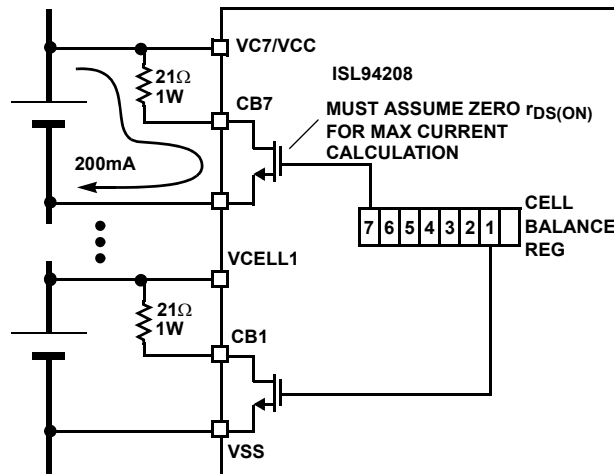 VC7/VCC
21Ω
1W
ISL94208
CB7
MUST ASSUME ZERO rDS(ON)
FOR MAX CURRENT
CALCULATION
200mA
CELL
BALANCE
REG
7 6 5 4 3 2 1
VCELL1
21Ω
1W
CB1
VSS